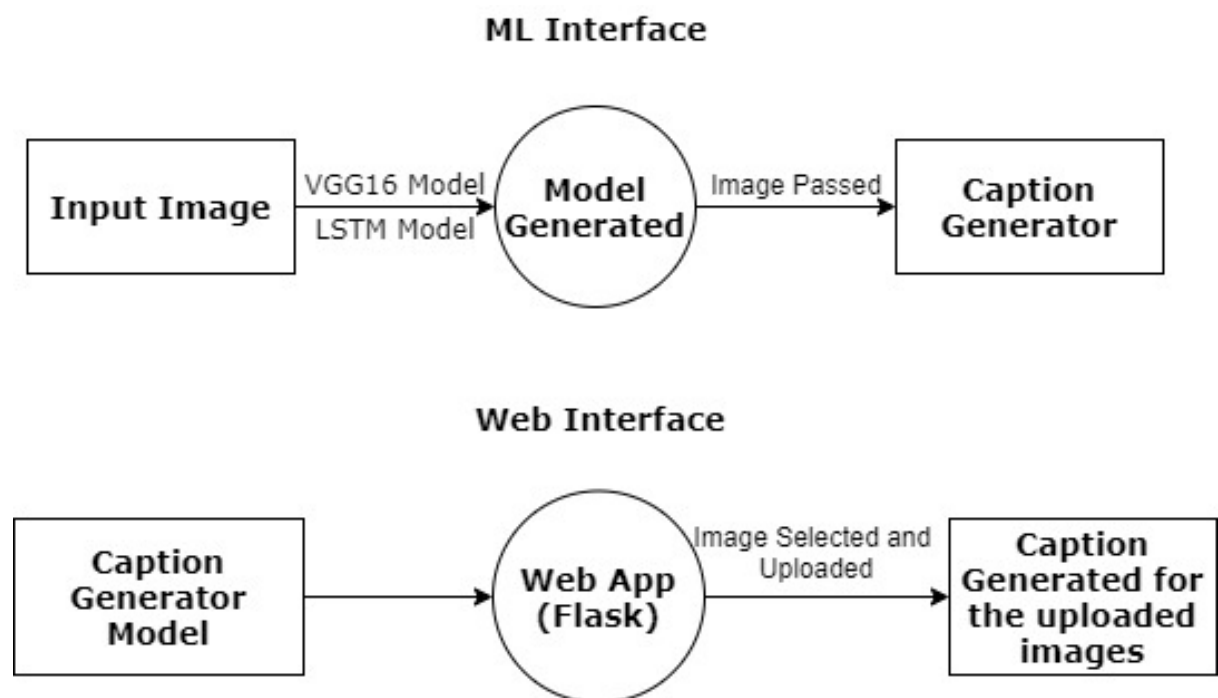 ML Interface
Input Image
VGG16 Model
LSTM Model
Model
Generated
Image Passed
Caption
Generator
Web Interface
Caption
Generator
Model
Web App
(Flask)
Image Selected and
Uploaded
Caption
Generated for
the uploaded
images